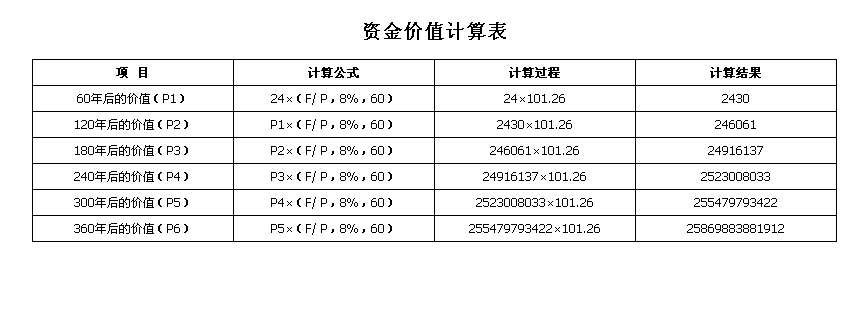 资金价值计算表
项 目 计算公式 计算过程 计算结果
60年后的价值(P1) 24×(F/P,8%,60) 24×101.26 2430
120年后的价值(P2) P1×(F/P,8%,60) 2430×101.26 246061
180年后的价值(P3) P2×(F/P,8%,60) 246061×101.26 24916137
240年后的价值(P4) P3×(F/P,8%,60) 24916137×101.26 2523008033
300年后的价值(P5) P4×(F/P,8%,60) 2523008033×101.26 255479793422
360年后的价值(P6) P5×(F/P,8%,60) 255479793422×101.26 25869883881912